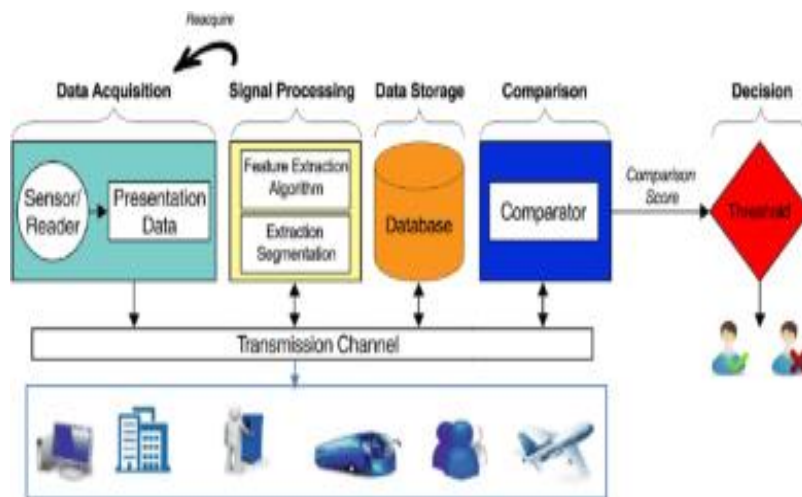 Reacquire
Data Acquisition
Signal Processing
Data Storage
Comparison
Decision
Sensor/
Reader
Presentation
Data
Feature Extraction
Algorithm
Extraction
Segmentation
Database
Comparator
Comparison
Score
Threshold
Transmission Channel